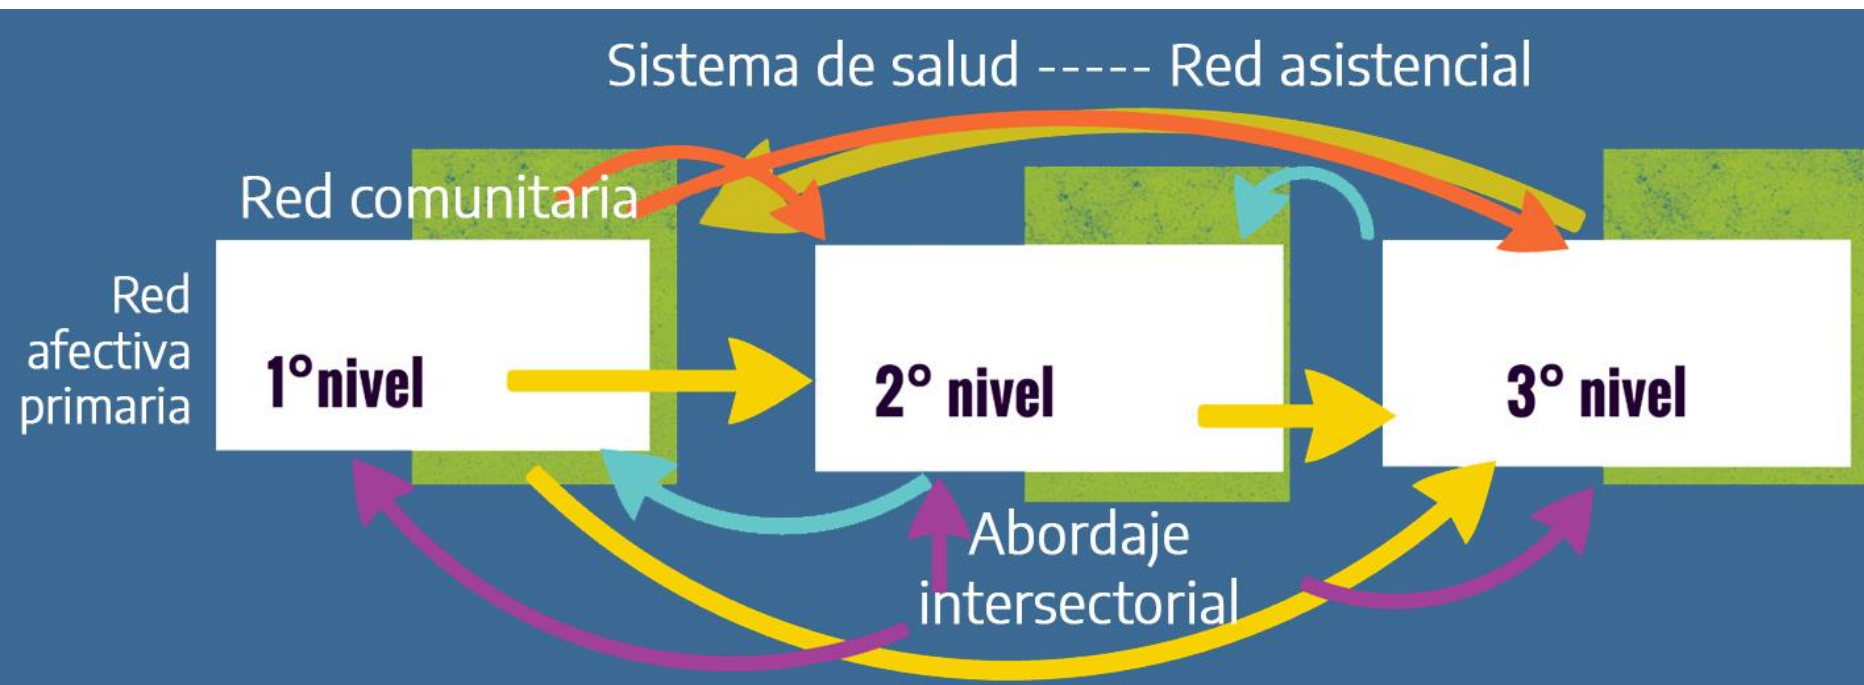 Sistema de salud ----- Red asistencial
Red comunitaria
Red
afectiva
primaria
1°nivel
2° nivel
3° nivel
Abordaje
intersectorial